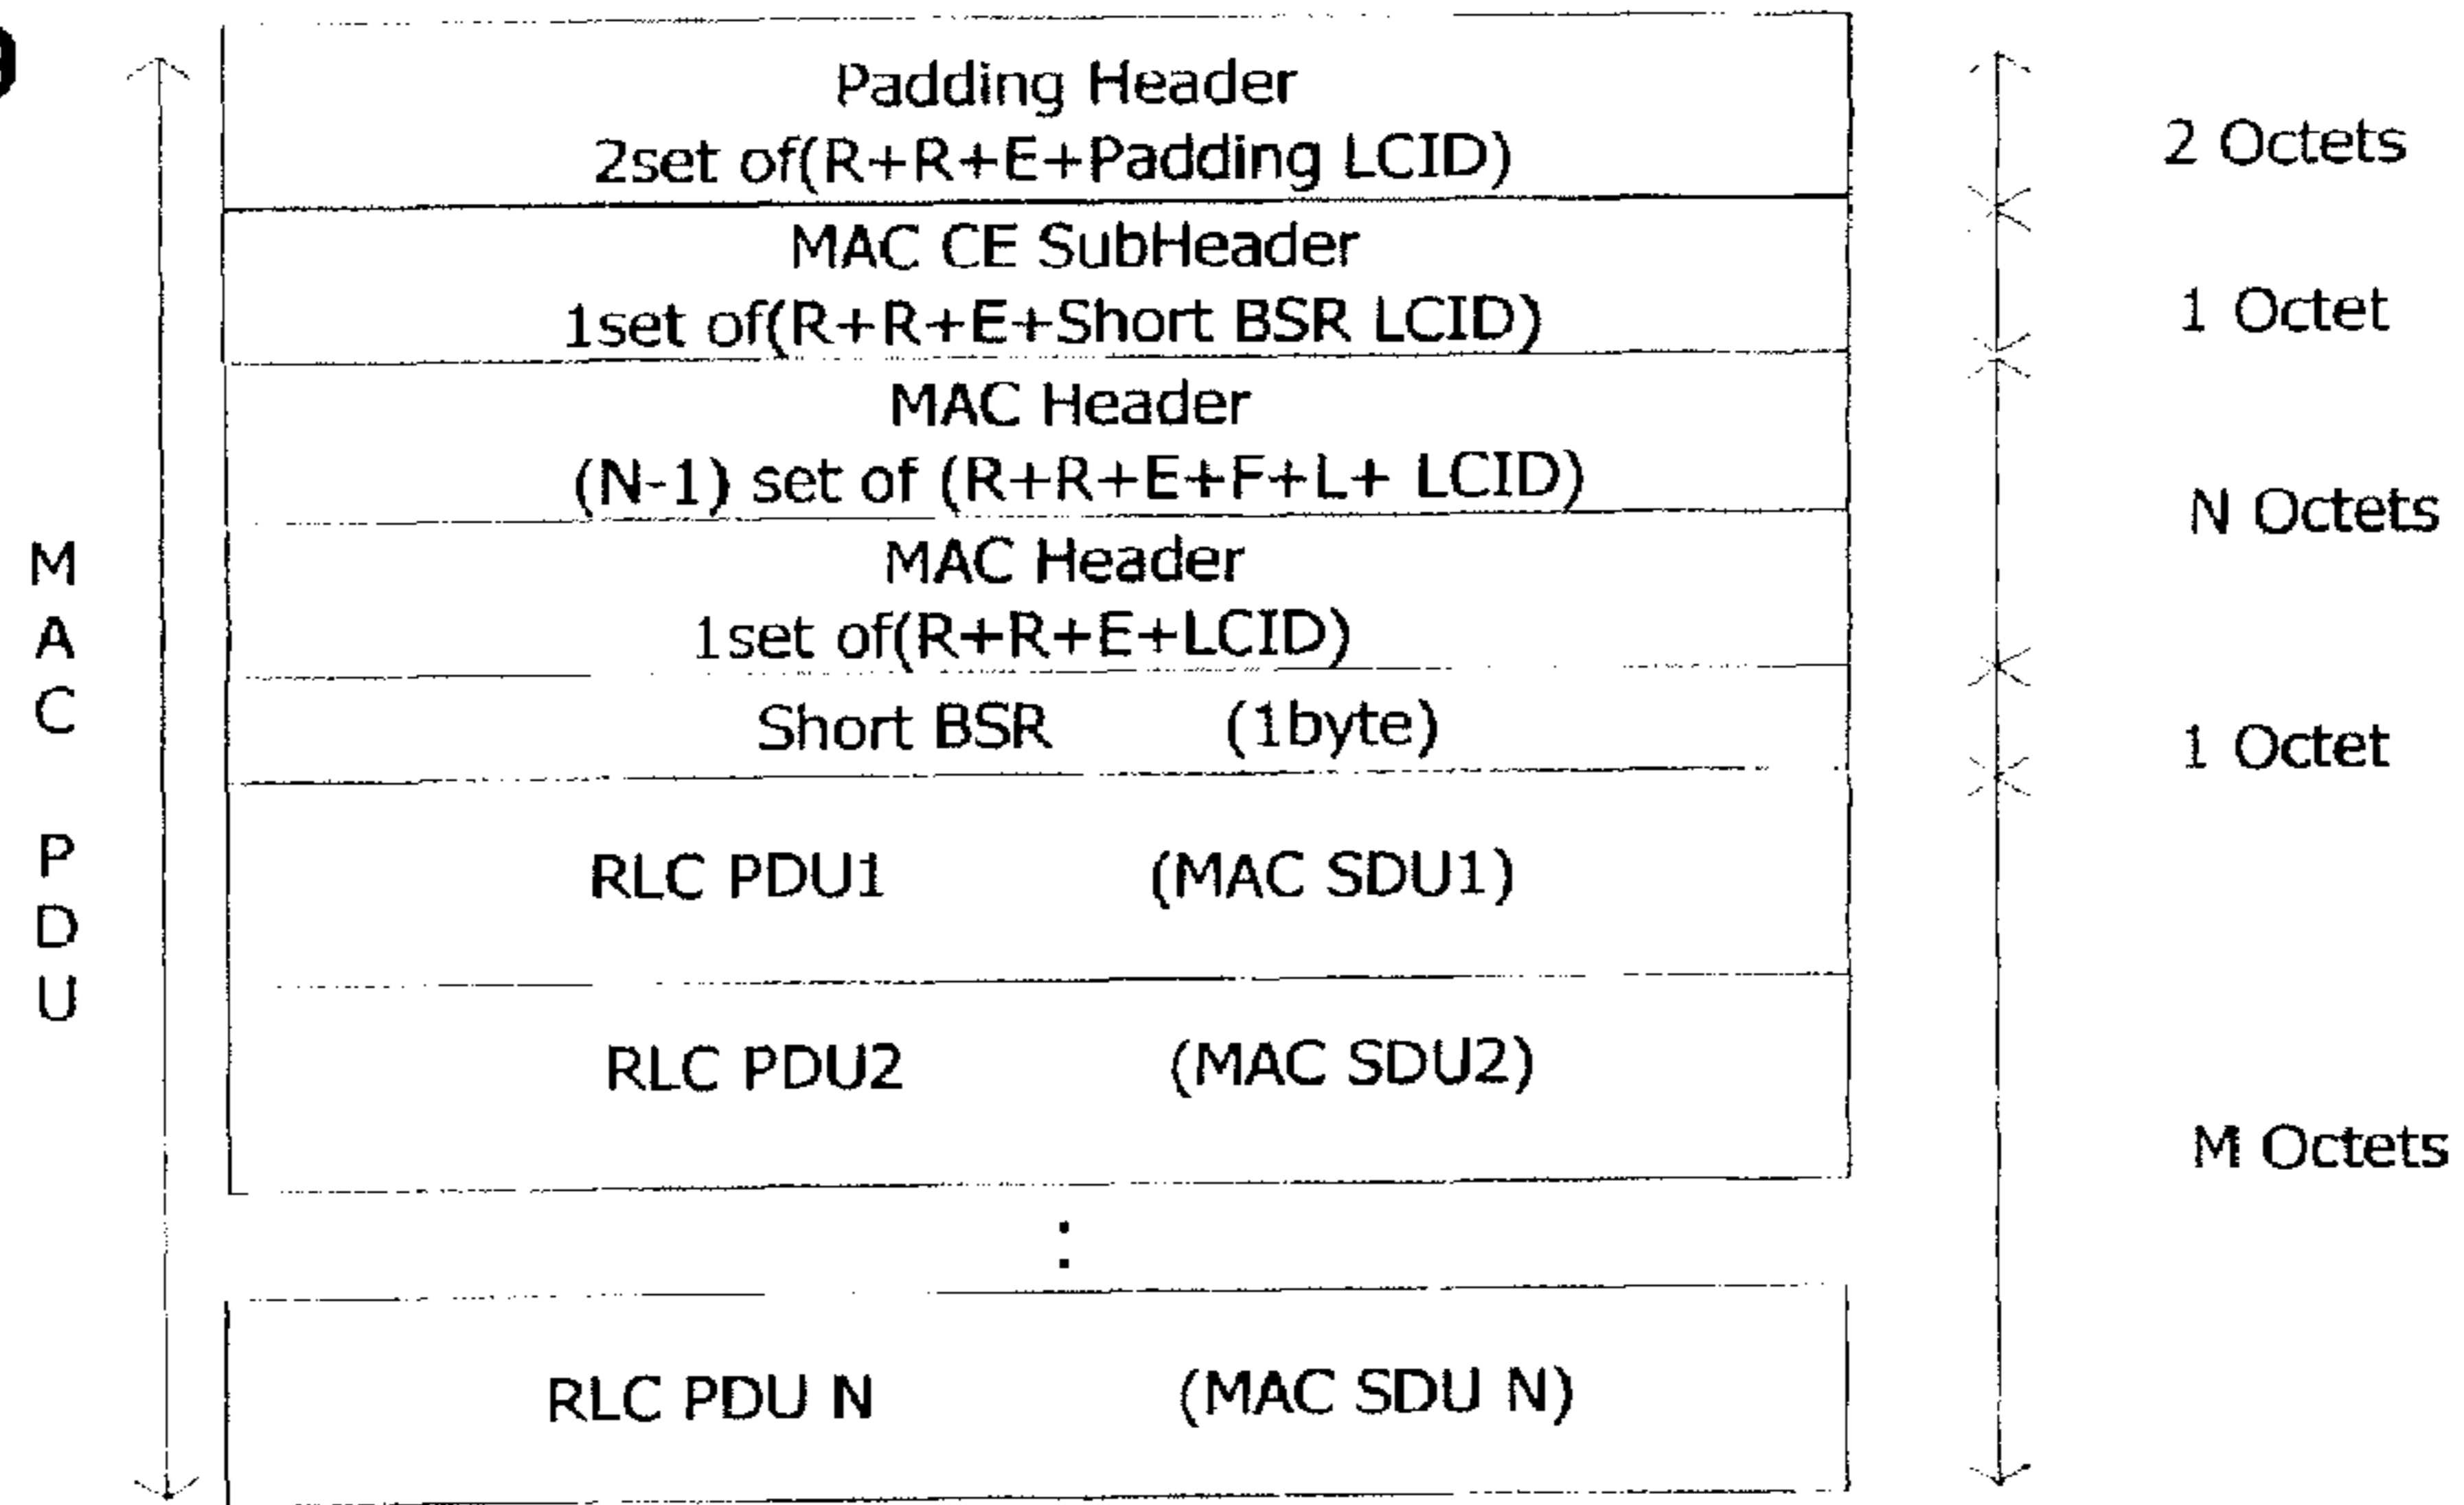 Padding Header
2set of(R+R+E+Padding LCID)
2 Octets
MAC CE SubHeader
1set of(R+R+E+Short BSR LCID)
1 Octet
MAC Header
(N-1) set of (R+R+E+F+L+ LCID)
N Octets
MAC Header
1set of(R+R+E+LCID)
Short BSR (1byte)
1 Octet
RLC PDU1 (MAC SDU1)
RLC PDU2 (MAC SDU2)
M Octets
:
RLC PDU N (MAC SDU N)
MAC PDU